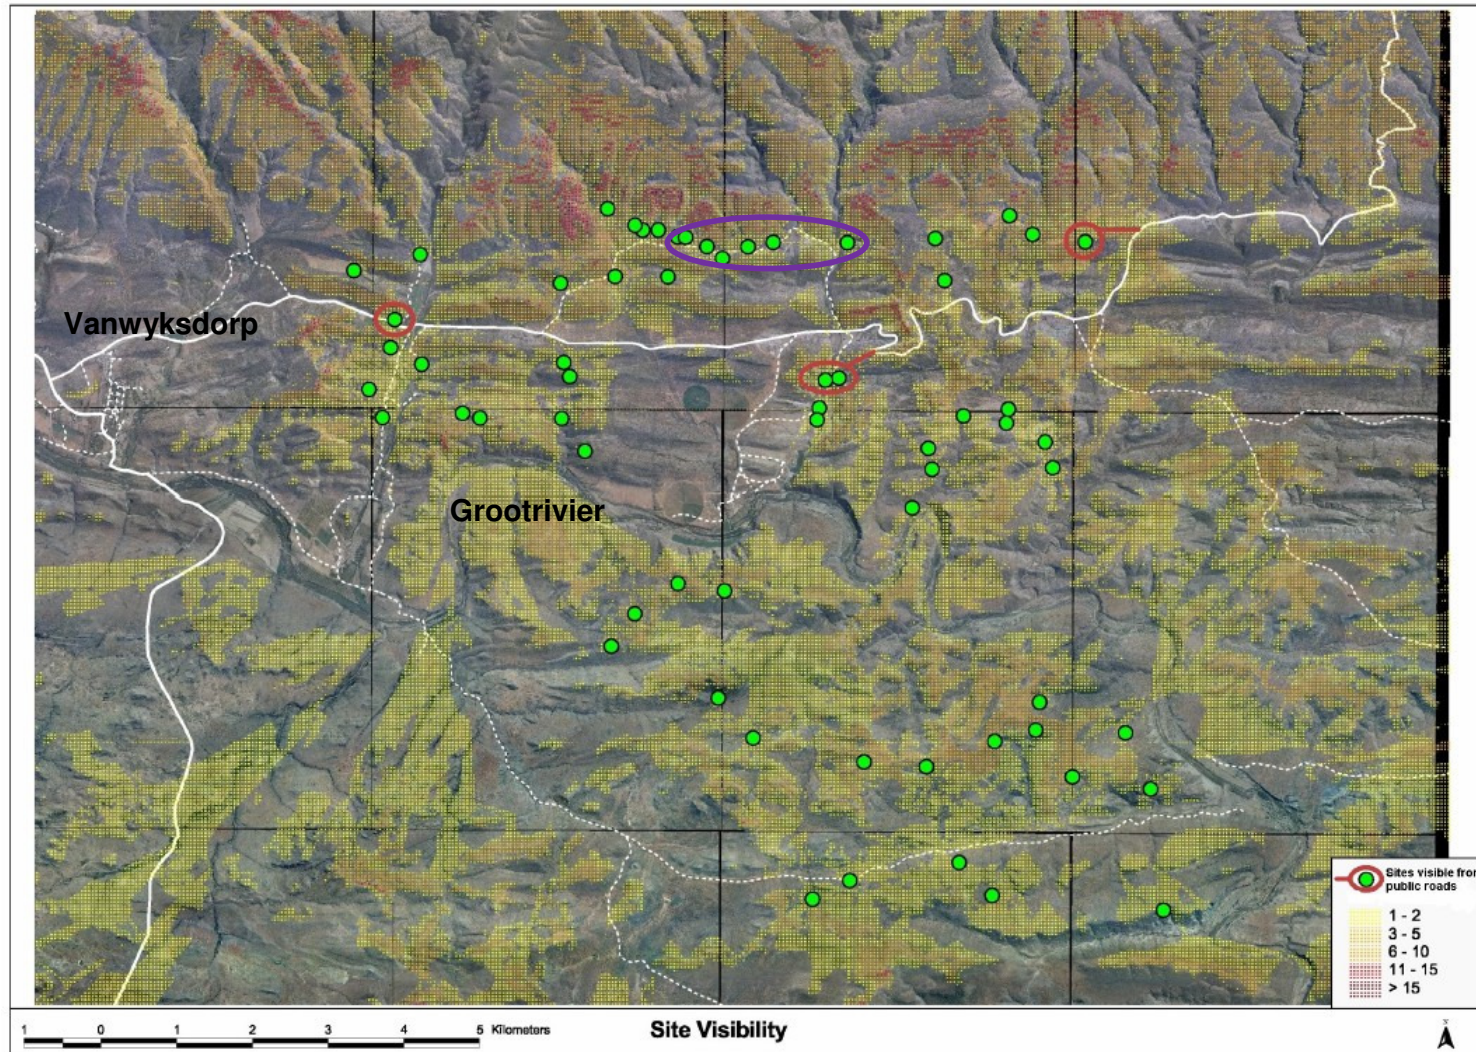 Vanwyksdorp
Grootrivier
Sites visible from
public roads
1 - 2
3 - 5
6 - 10
11 - 15
> 15
1 0 1 2 3 4 5 Kilometers
Site Visibility
N